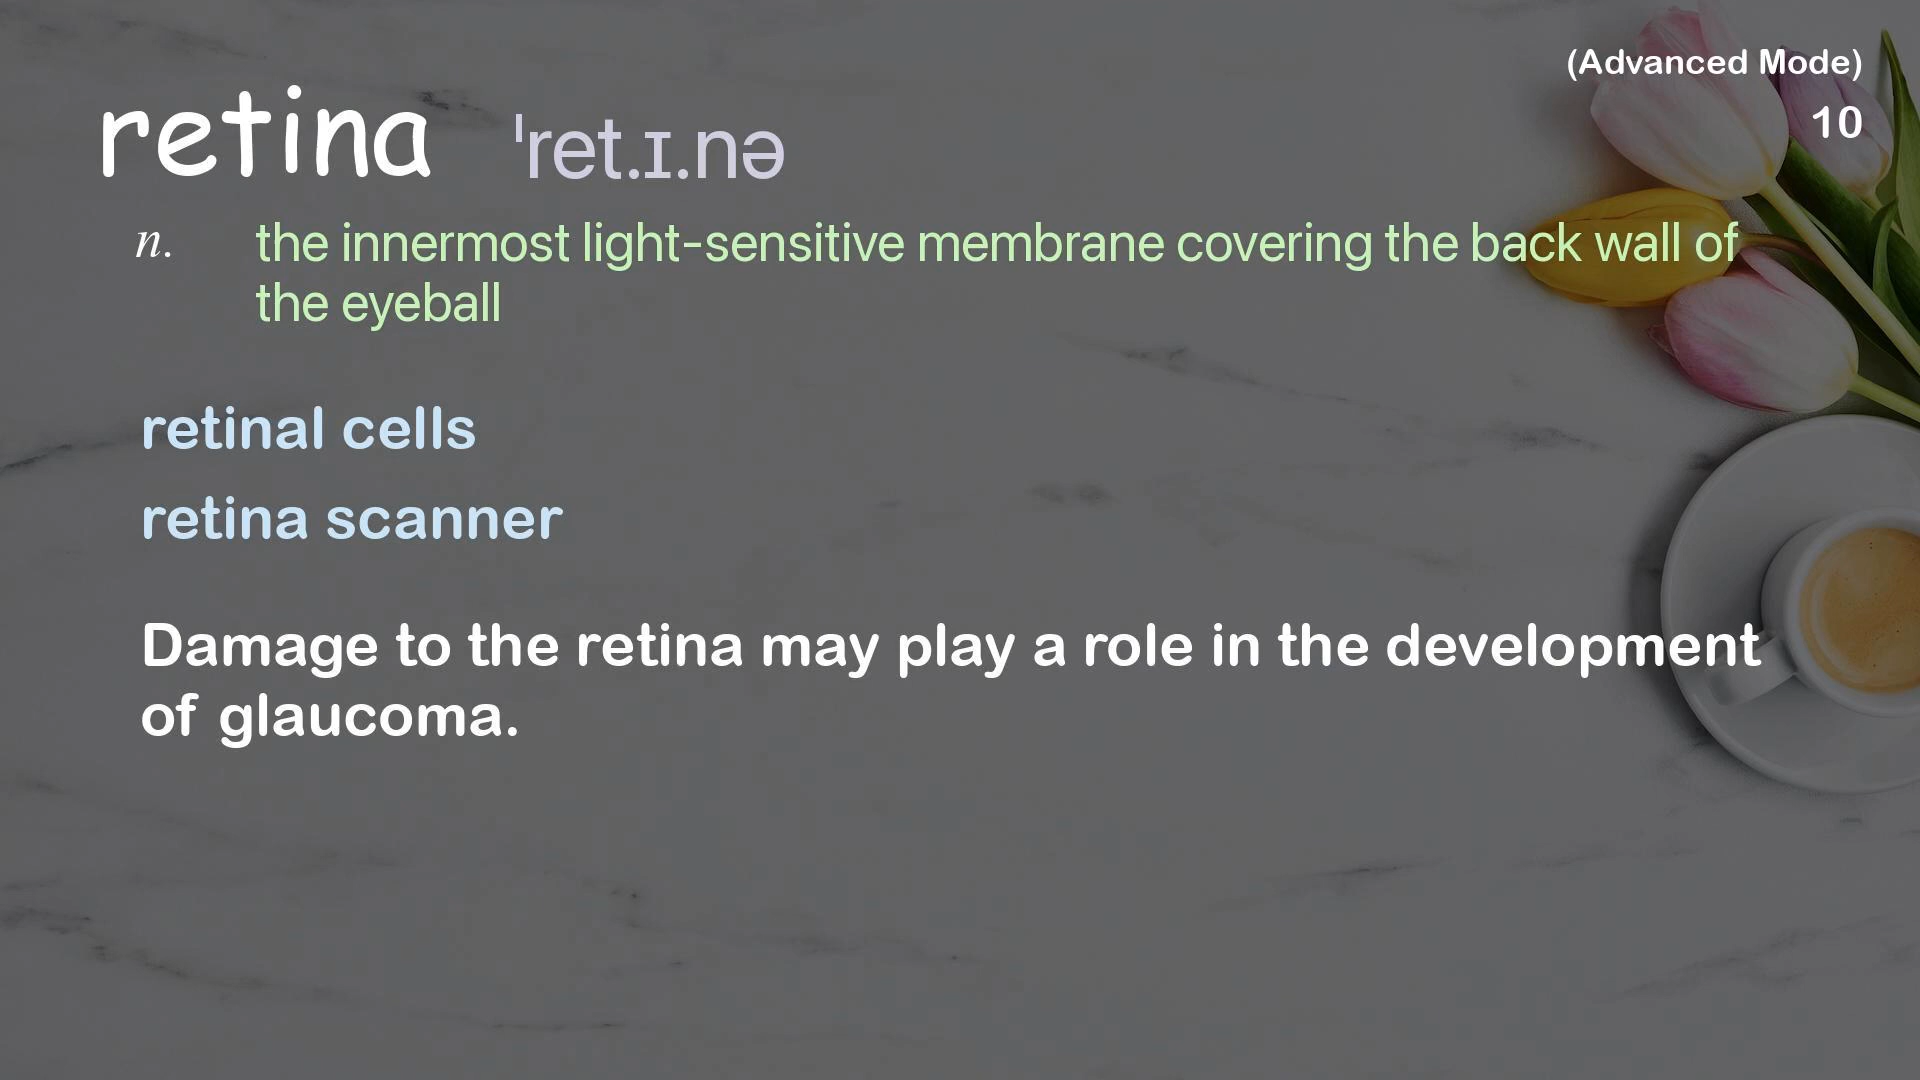 (Advanced Mode)
10
retina ˈret.ɪ.nə
n. the innermost light-sensitive membrane covering the back wall of
the eyeball
retinal cells
retina scanner
Damage to the retina may play a role in the development
of glaucoma.